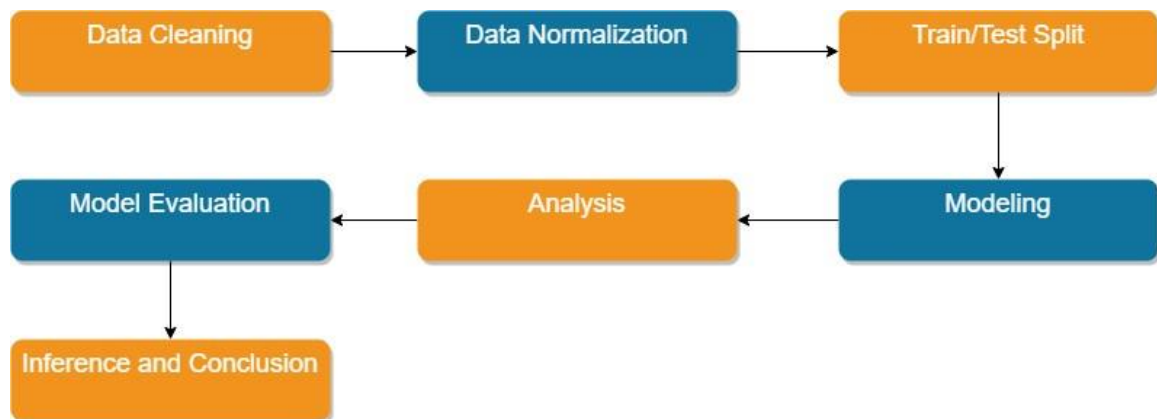 Data Cleaning
Data Normalization
Train/Test Split
Modeling
Analysis
Model Evaluation
Inference and Conclusion